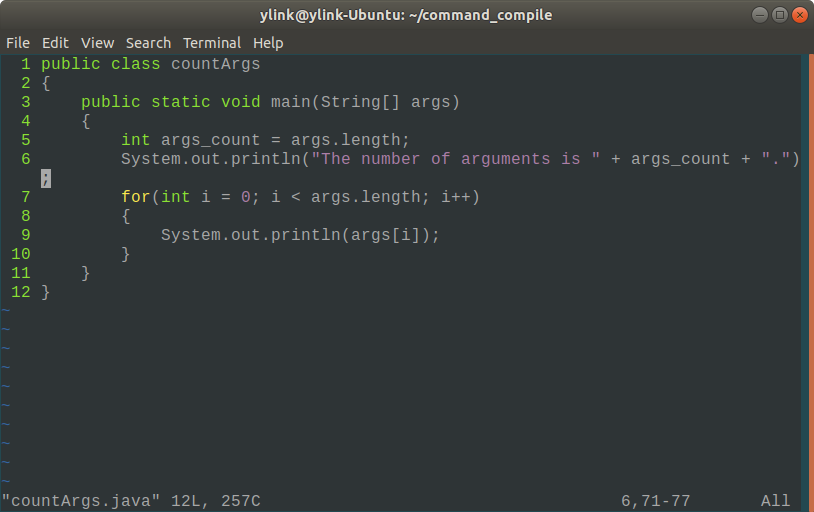 ylink@ylink-Ubuntu: ~/command_compile
File Edit View Search Terminal Help
1 public class countArgs
2 {
3     public static void main(String[] args)
4     {
5         int args_count = args.length;
6         System.out.println("The number of arguments is " + args_count + ".")
;
7         for(int i = 0; i < args.length; i++)
8         {
9             System.out.println(args[i]);
10         }
11     }
12 }
~
~
~
~
~
~
~
~
~
~
"countArgs.java" 12L, 257C 6,71-77 All